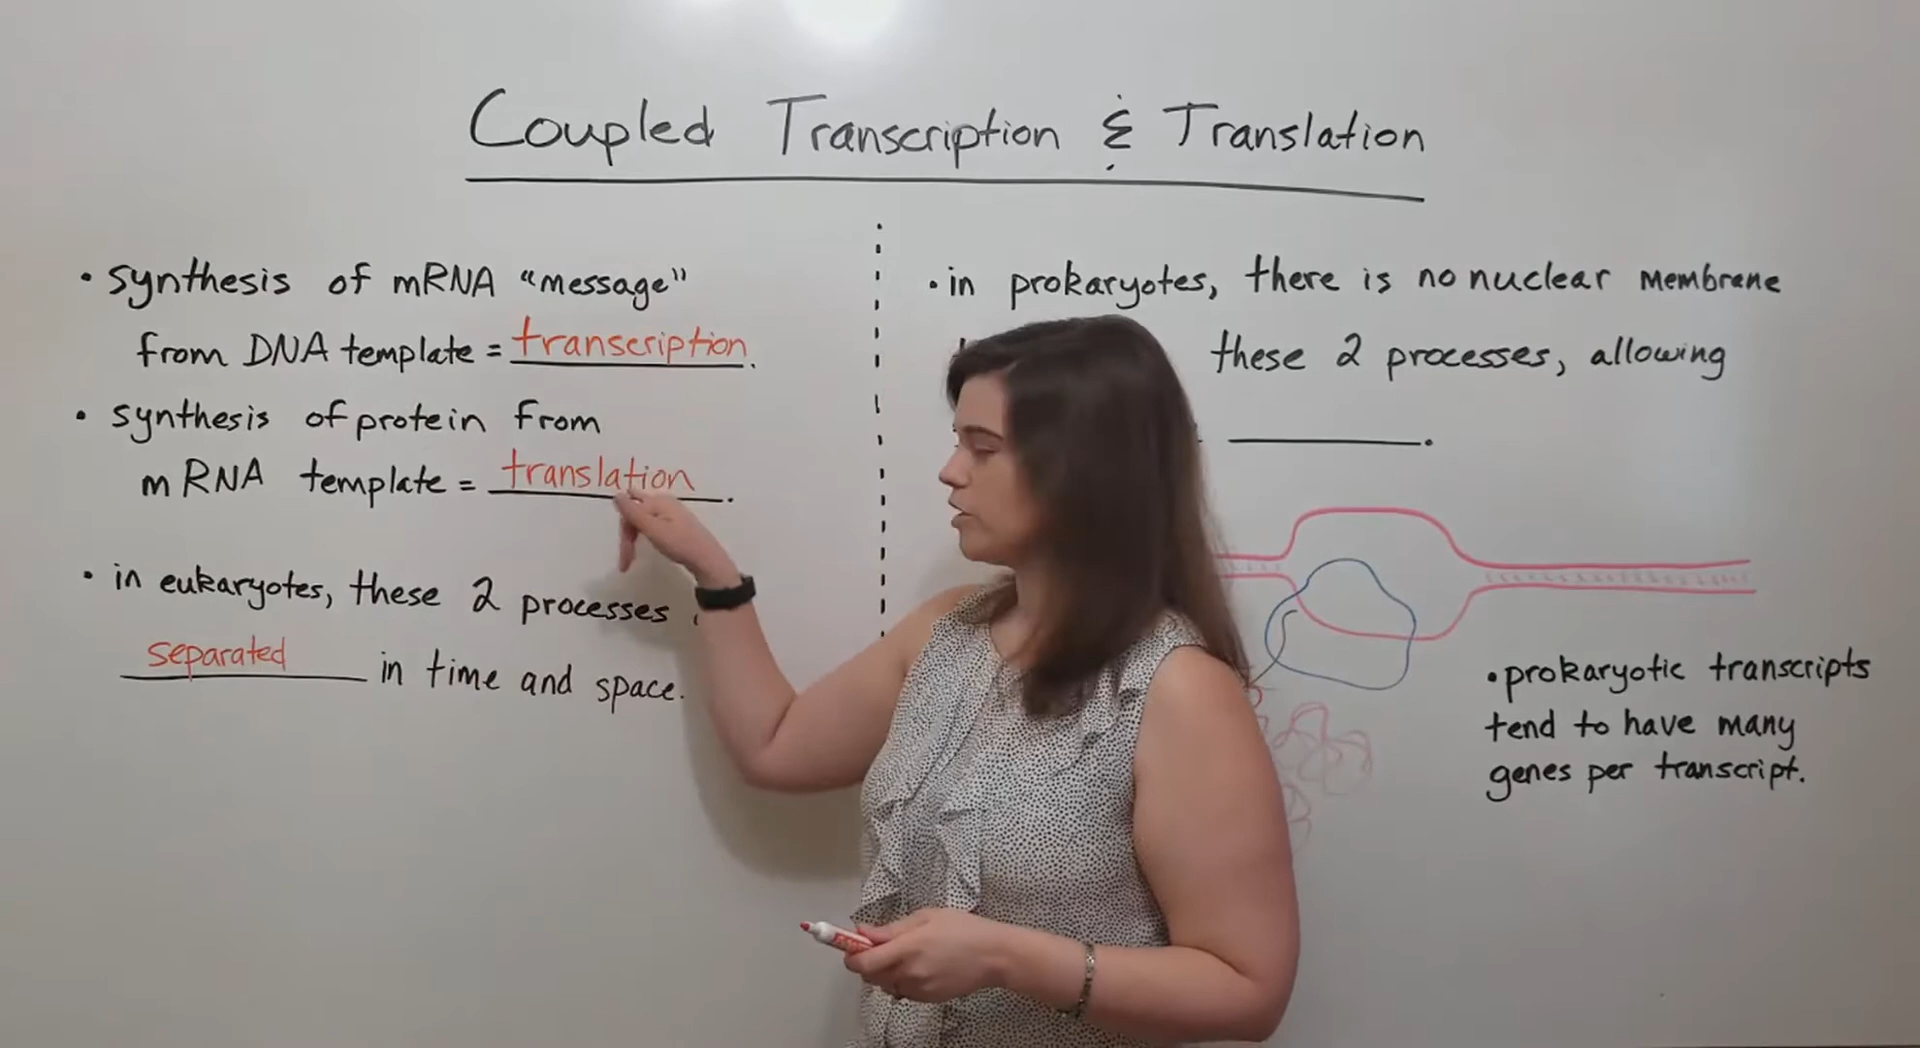 Coupled Transcription & Translation
• synthesis of mRNA “message”
from DNA template = transcription.
• synthesis of protein from
mRNA template = translation.
• in eukaryotes, these 2 processes
separated in time and space.
• in prokaryotes, there is no nuclear membrane
these 2 processes, allowing
• prokaryotic transcripts
tend to have many
genes per transcript.